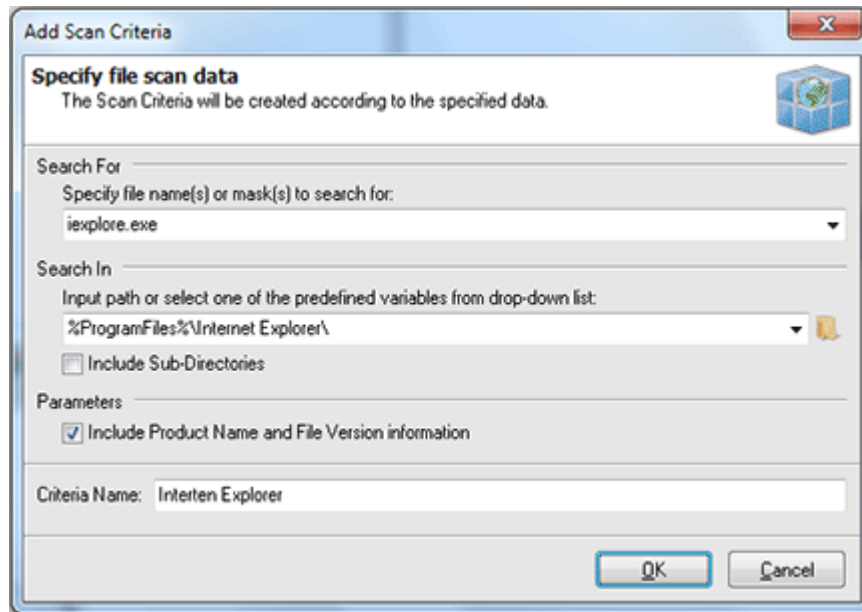 Add Scan Criteria
Specify file scan data
The Scan Criteria will be created according to the specified data.
Search For
Specify file name(s) or mask(s) to search for:
iexplore.exe
Search In
Input path or select one of the predefined variables from drop-down list:
%ProgramFiles%\Internet Explorer\
Include Sub-Directories
Parameters
Include Product Name and File Version information
Criteria Name: Interten Explorer
OK Cancel